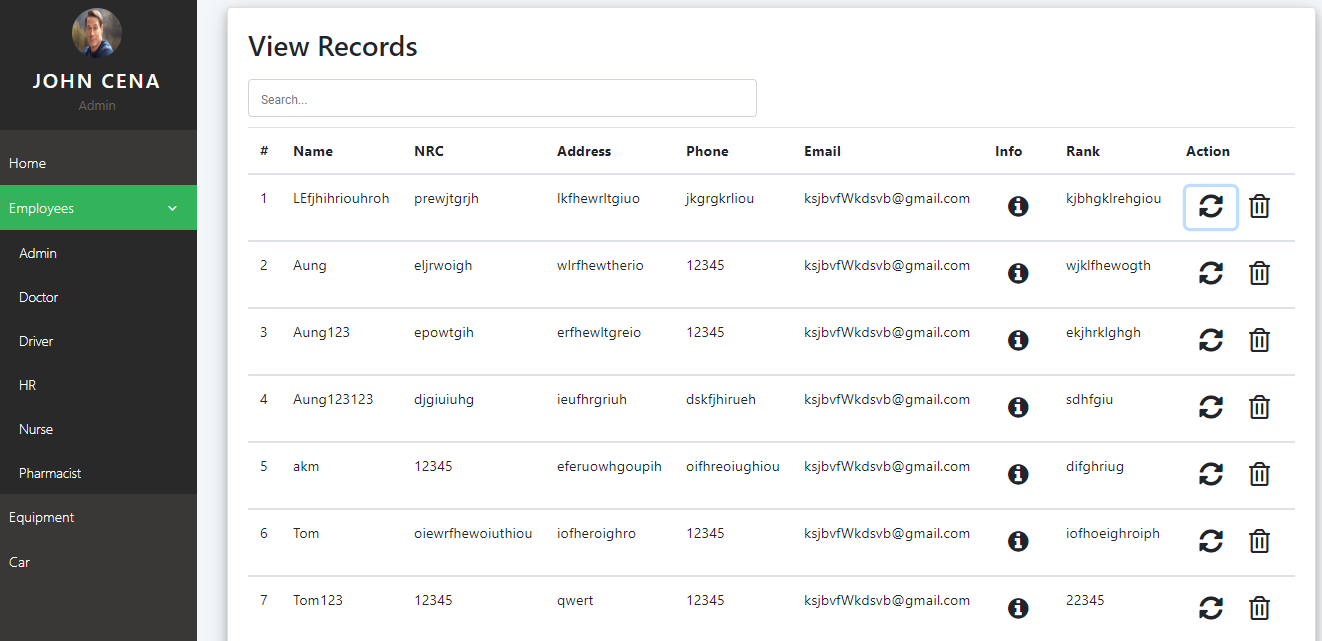 JOHN CENA
Admin
Home
Employees
Admin
Doctor
Driver
HR
Nurse
Pharmacist
Equipment
Car
View Records
Search...
# Name NRC Address Phone Email Info Rank Action
1 LEfjhihriouhroh prewjtgrjh lkfhewrltgiuo jkgrgkrliou ksjbvfWkdsvb@gmail.com kjbhgklrehgiou
2 Aung eljrwoigh wlrfhewtherio 12345 ksjbvfWkdsvb@gmail.com wjklfhewogth
3 Aung123 epowtgih erfhewltgreio 12345 ksjbvfWkdsvb@gmail.com ekjhrklghgh
4 Aung123123 djgiuiuhg ieufhrgriuh dskfjhirueh ksjbvfWkdsvb@gmail.com sdhfgiu
5 akm 12345 eferuowhgoupih oifhreoiughiou ksjbvfWkdsvb@gmail.com difghriug
6 Tom oiewrfhewoiuthiou iofheroighro 12345 ksjbvfWkdsvb@gmail.com iofhoeighroiph
7 Tom123 12345 qwert 12345 ksjbvfWkdsvb@gmail.com 22345